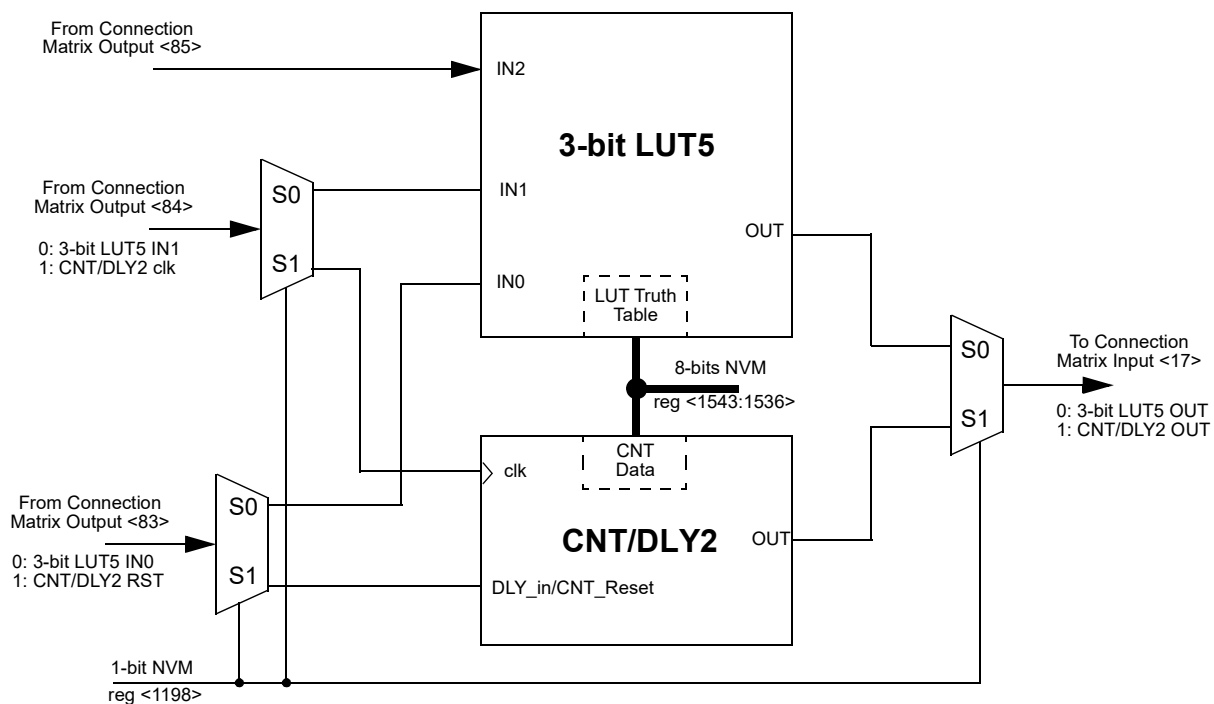 From Connection
Matrix Output <85>
IN2
3-bit LUT5
From Connection
Matrix Output <84>
0: 3-bit LUT5 IN1
1: CNT/DLY2 clk
S0
S1
IN1
IN0
OUT
LUT Truth
Table
8-bits NVM
reg <1543:1536>
S0
S1
To Connection
Matrix Input <17>
0: 3-bit LUT5 OUT
1: CNT/DLY2 OUT
CNT
Data
clk
CNT/DLY2
OUT
DLY_in/CNT_Reset
From Connection
Matrix Output <83>
0: 3-bit LUT5 IN0
1: CNT/DLY2 RST
S0
S1
1-bit NVM
reg <1198>